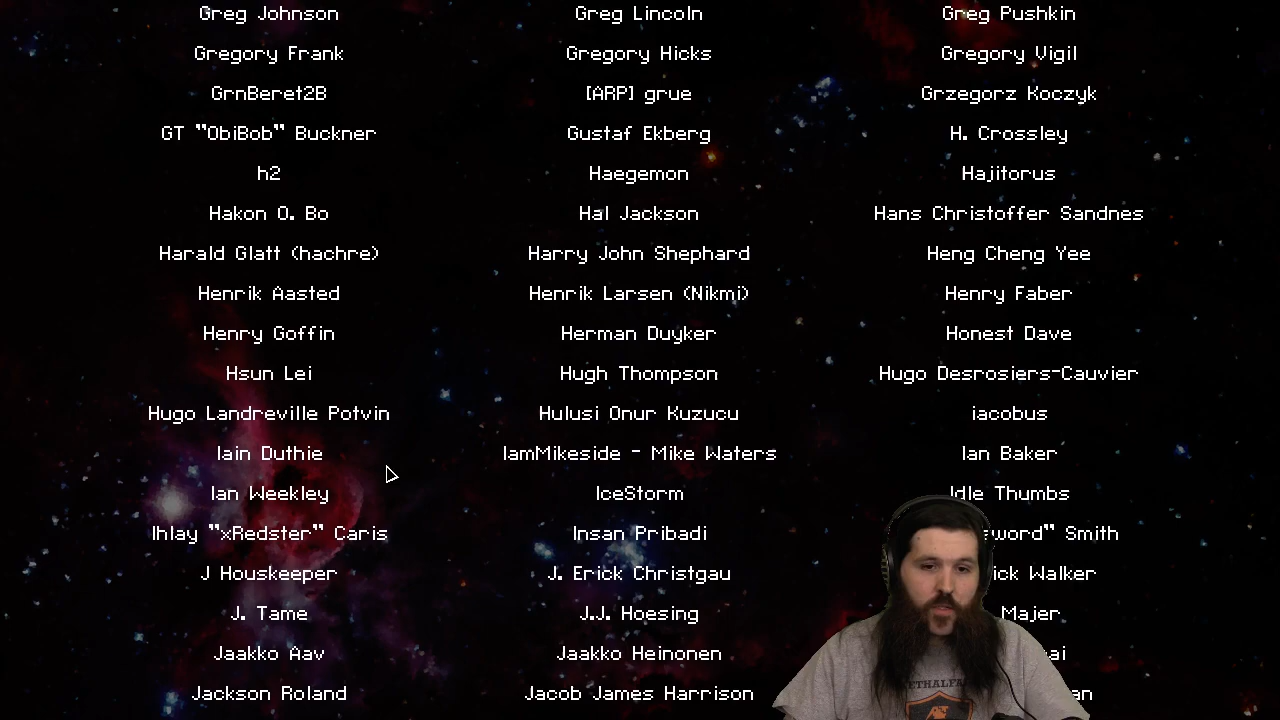 Greg Johnson Greg Lincoln Greg Pushkin
Gregory Frank Gregory Hicks Gregory Vigil
GrnBeret2B [ARP] grue Grzegorz Koczyk
GT "ObiBob" Buckner Gustaf Ekberg H. Crossley
h2 Haegemon Hajitorus
Hakon O. Bo Hal Jackson Hans Christoffer Sandnes
Harald Glatt (hachre) Harry John Shephard Heng Cheng Yee
Henrik Aasted Henrik Larsen (Nikmi) Henry Faber
Henry Goffin Herman Duyker Honest Dave
Hsun Lei Hugh Thompson Hugo Desrosiers-Cauvier
Hugo Landreville Potvin Hulusi Onur Kuzucu iacobus
Iain Duthie IamMikeside - Mike Waters Ian Baker
Ian Weekley IceStorm Idle Thumbs
Ihlay "xRedster" Caris Insan Pribadi Smith
J Houskeeper J. Erick Christgau Walker
J. Tame J.J. Hoesing Majer
Jaakko Aav Jaakko Heinonen
Jackson Roland Jacob James Harrison